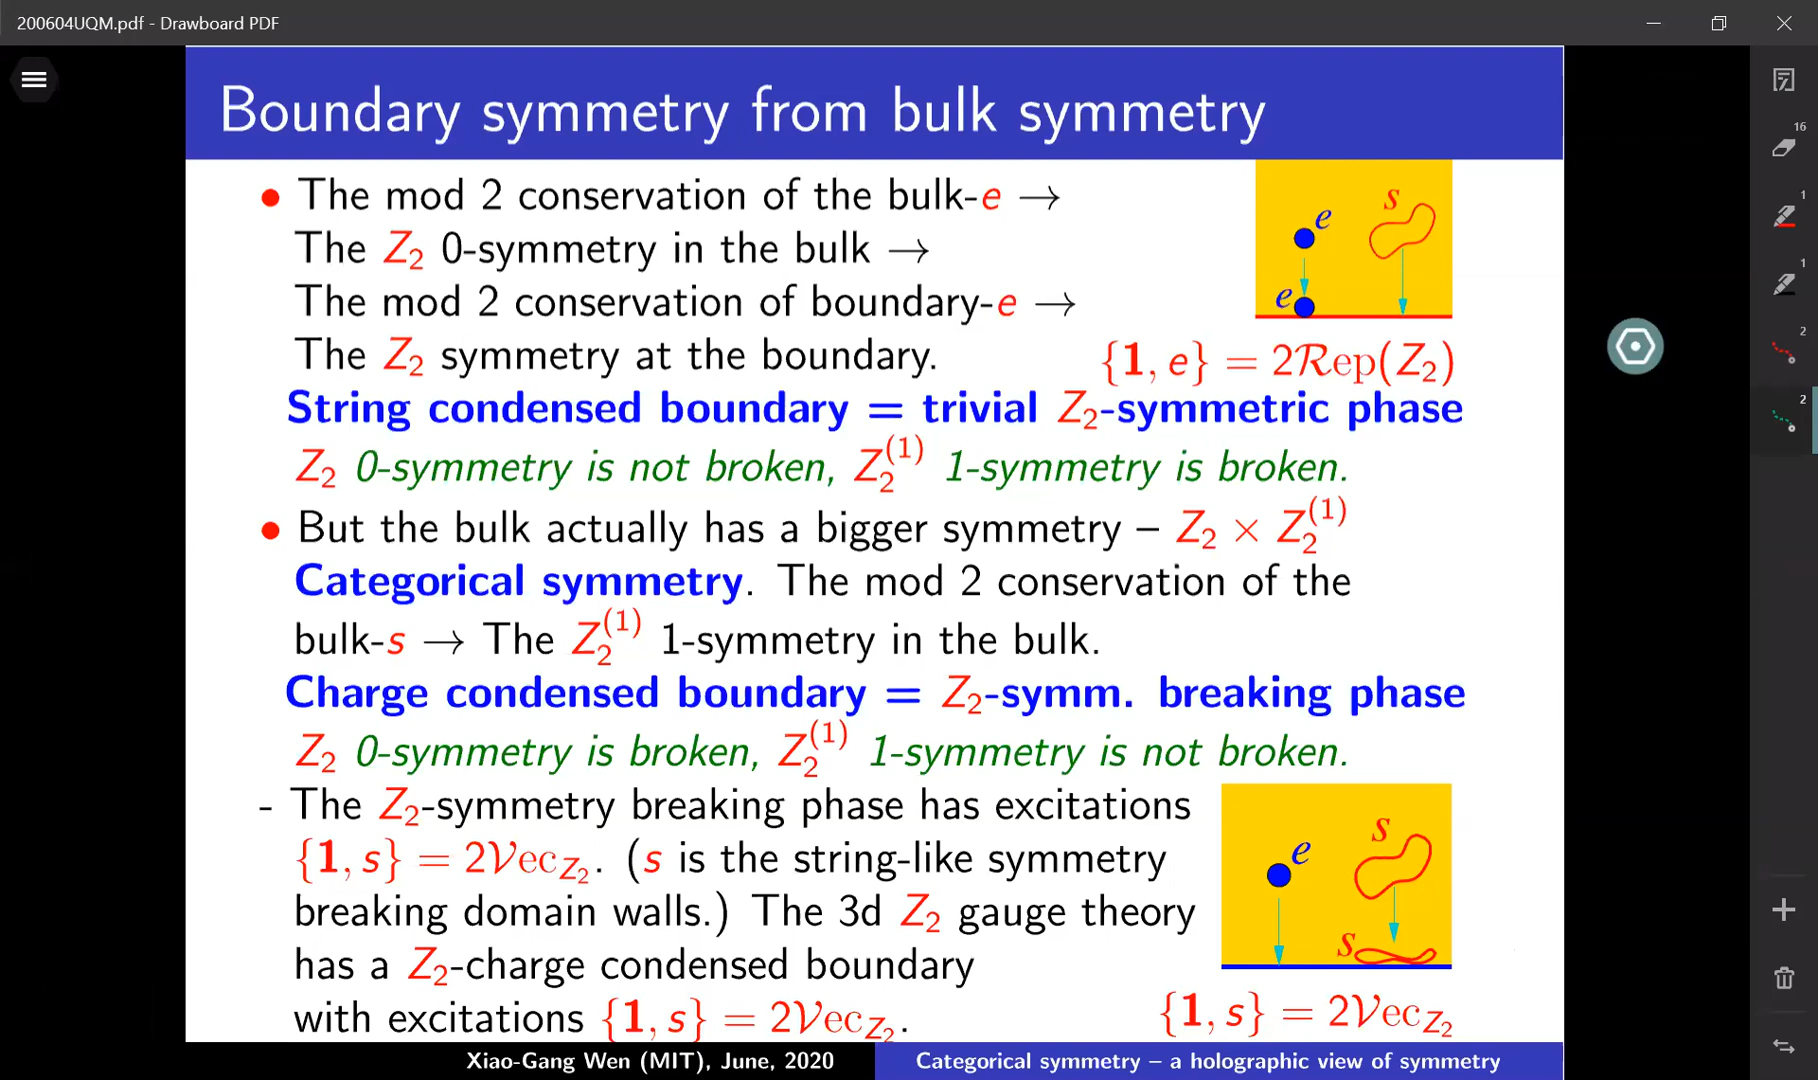 200604UQM.pdf - Drawboard PDF
Boundary symmetry from bulk symmetry
• The mod 2 conservation of the bulk-e →
The Z₂ 0-symmetry in the bulk →
The mod 2 conservation of boundary-e →
The Z₂ symmetry at the boundary.
e
s
e
{1, e} = 2Rep(Z₂)
String condensed boundary = trivial Z₂-symmetric phase
Z₂ 0-symmetry is not broken, Z₂⁽¹⁾ 1-symmetry is broken.
• But the bulk actually has a bigger symmetry – Z₂ × Z₂⁽¹⁾
Categorical symmetry. The mod 2 conservation of the
bulk-s → The Z₂⁽¹⁾ 1-symmetry in the bulk.
Charge condensed boundary = Z₂-symm. breaking phase
Z₂ 0-symmetry is broken, Z₂⁽¹⁾ 1-symmetry is not broken.
- The Z₂-symmetry breaking phase has excitations
{1, s} = 2Vec_Z₂. (s is the string-like symmetry
breaking domain walls.) The 3d Z₂ gauge theory
has a Z₂-charge condensed boundary
with excitations {1, s} = 2Vec_Z₂.
e
s
s
{1, s} = 2Vec_Z₂
Xiao-Gang Wen (MIT), June, 2020
Categorical symmetry – a holographic view of symmetry
16
1
1
2
2